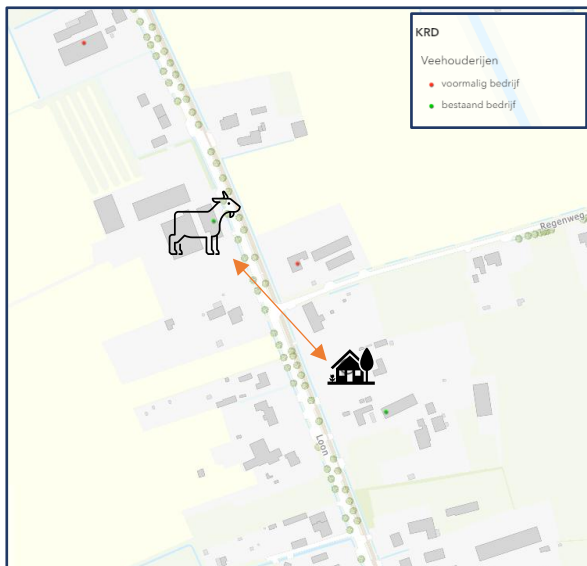 KRD
Veehouderijen
voormalig bedrijf
bestaand bedrijf
Regenweg
Loon